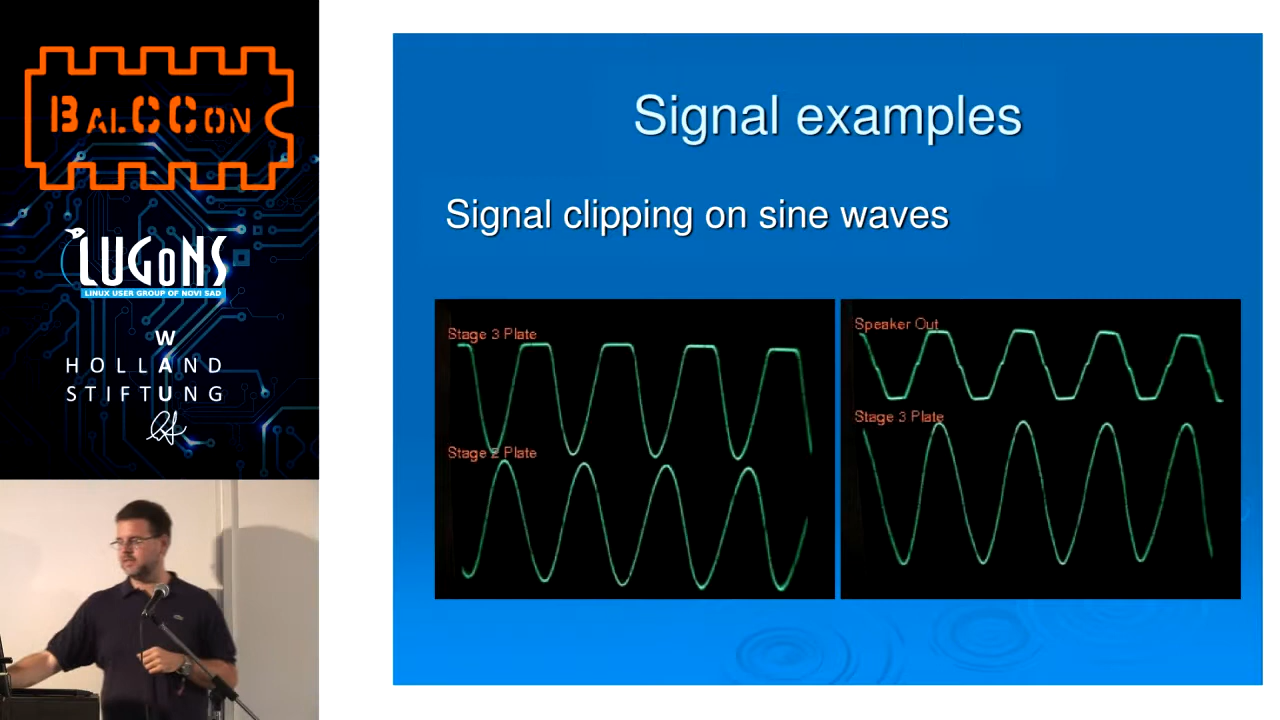 BALCCON
LUGoNS
LINUX USER GROUP OF NOVI SAD
W
HOLLAND
STIFTUNG
Signal examples
Signal clipping on sine waves
Stage 3 Plate
Stage 2 Plate
Speaker Out
Stage 3 Plate